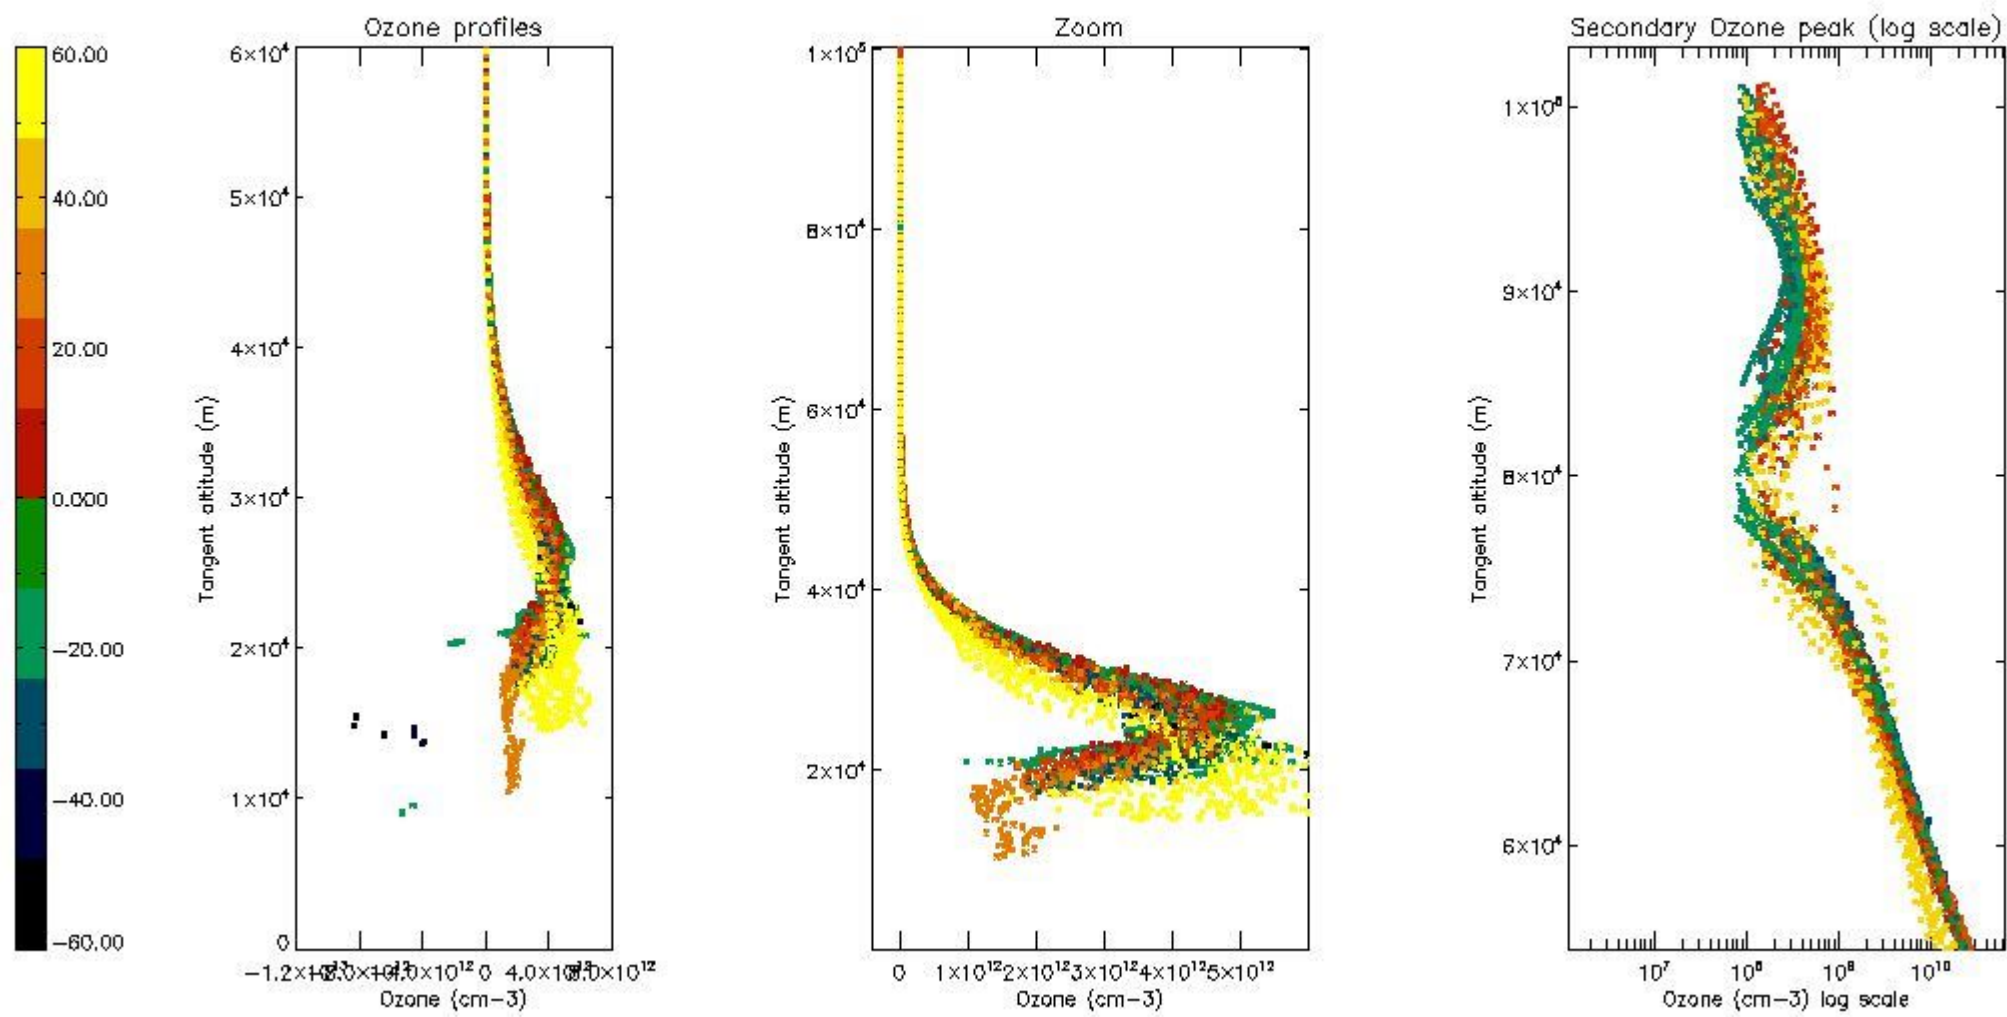 Ozone profiles
60.00
40.00
20.00
0.000
−20.00
−40.00
−60.00
6×10⁴
5×10⁴
4×10⁴
3×10⁴
2×10⁴
1×10⁴
0
Tangent altitude (m)
0
Ozone (cm−3)
Zoom
1×10⁵
8×10⁴
6×10⁴
4×10⁴
2×10⁴
Tangent altitude (m)
0 1×10¹² 2×10¹² 3×10¹² 4×10¹² 5×10¹²
Ozone (cm−3)
Secondary Ozone peak (log scale)
1×10⁵
9×10⁴
8×10⁴
7×10⁴
6×10⁴
Tangent altitude (m)
10⁷ 10⁸ 10⁹ 10¹⁰
Ozone (cm−3) log scale